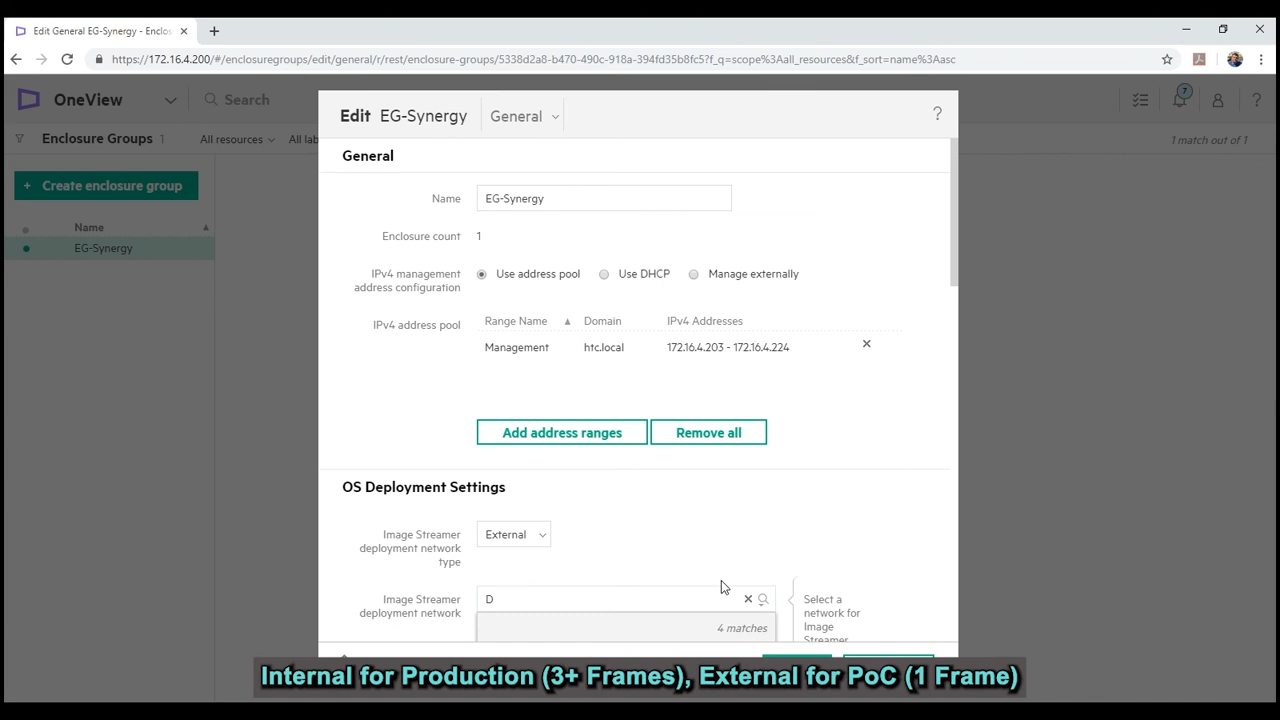 Edit General EG-Synergy - Enclos
https://172.16.4.200/#/enclosuregroups/edit/general/r/rest/enclosure-groups/5338d2a8-b470-490c-918a-394fd35b8fc5?f_q=scope%3Aall_resources&f_sort=name%3Aasc
OneView
Search
7
?
Enclosure Groups 1
All resources
All lab
1 match out of 1
+ Create enclosure group
Name
EG-Synergy
Edit EG-Synergy General
?
General
Name EG-Synergy
Enclosure count 1
IPv4 management
address configuration
Use address pool Use DHCP Manage externally
IPv4 address pool
Range Name Domain IPv4 Addresses
Management htc.local 172.16.4.203 - 172.16.4.224
Add address ranges Remove all
OS Deployment Settings
Image Streamer
deployment network
type
External
Image Streamer
deployment network
D
4 matches
Select a
network for
Image
Streamer
Internal for Production (3+ Frames), External for PoC (1 Frame)